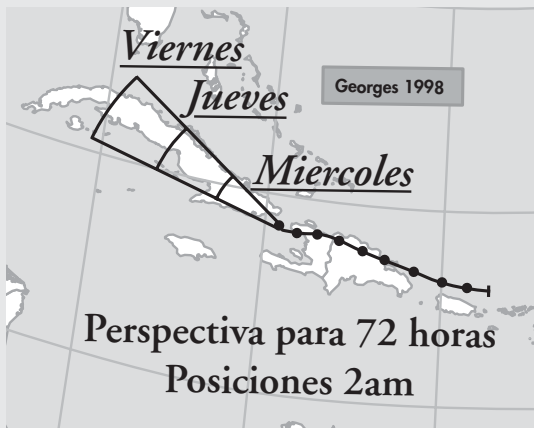 Viernes
Jueves
Georges 1998
Miercoles
Perspectiva para 72 horas
Posiciones 2am